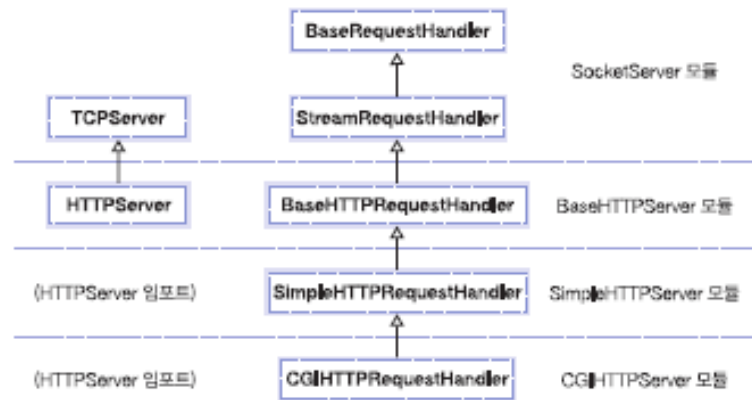 BaseRequestHandler
SocketServer 모듈
TCPServer
StreamRequestHandler
HTTPServer
BaseHTTPRequestHandler
BaseHTTPServer 모듈
(HTTPServer 임포트)
SimpleHTTPRequestHandler
SimpleHTTPServer 모듈
(HTTPServer 임포트)
CGIHTTPRequestHandler
CGIHTTPServer 모듈